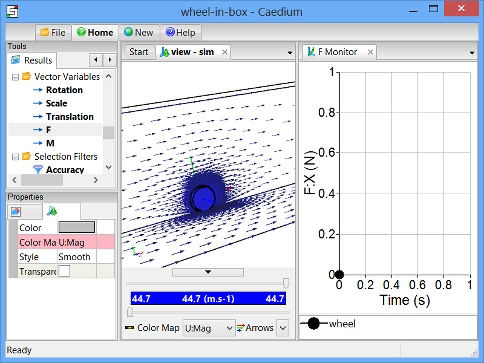 wheel-in-box - Caedium
File Home New Help
Tools
Results
Vector Variables
Rotation
Scale
Translation
F
M
Selection Filters
Accuracy
Properties
Color
Color Ma U:Mag
Style Smooth
Transpare
Start view - sim
44.7 44.7 (m.s-1) 44.7
Color Map U:Mag Arrows
F Monitor
F:X (N)
1
0.8
0.6
0.4
0.2
0
0 0.2 0.4 0.6 0.8 1
Time (s)
wheel
Ready